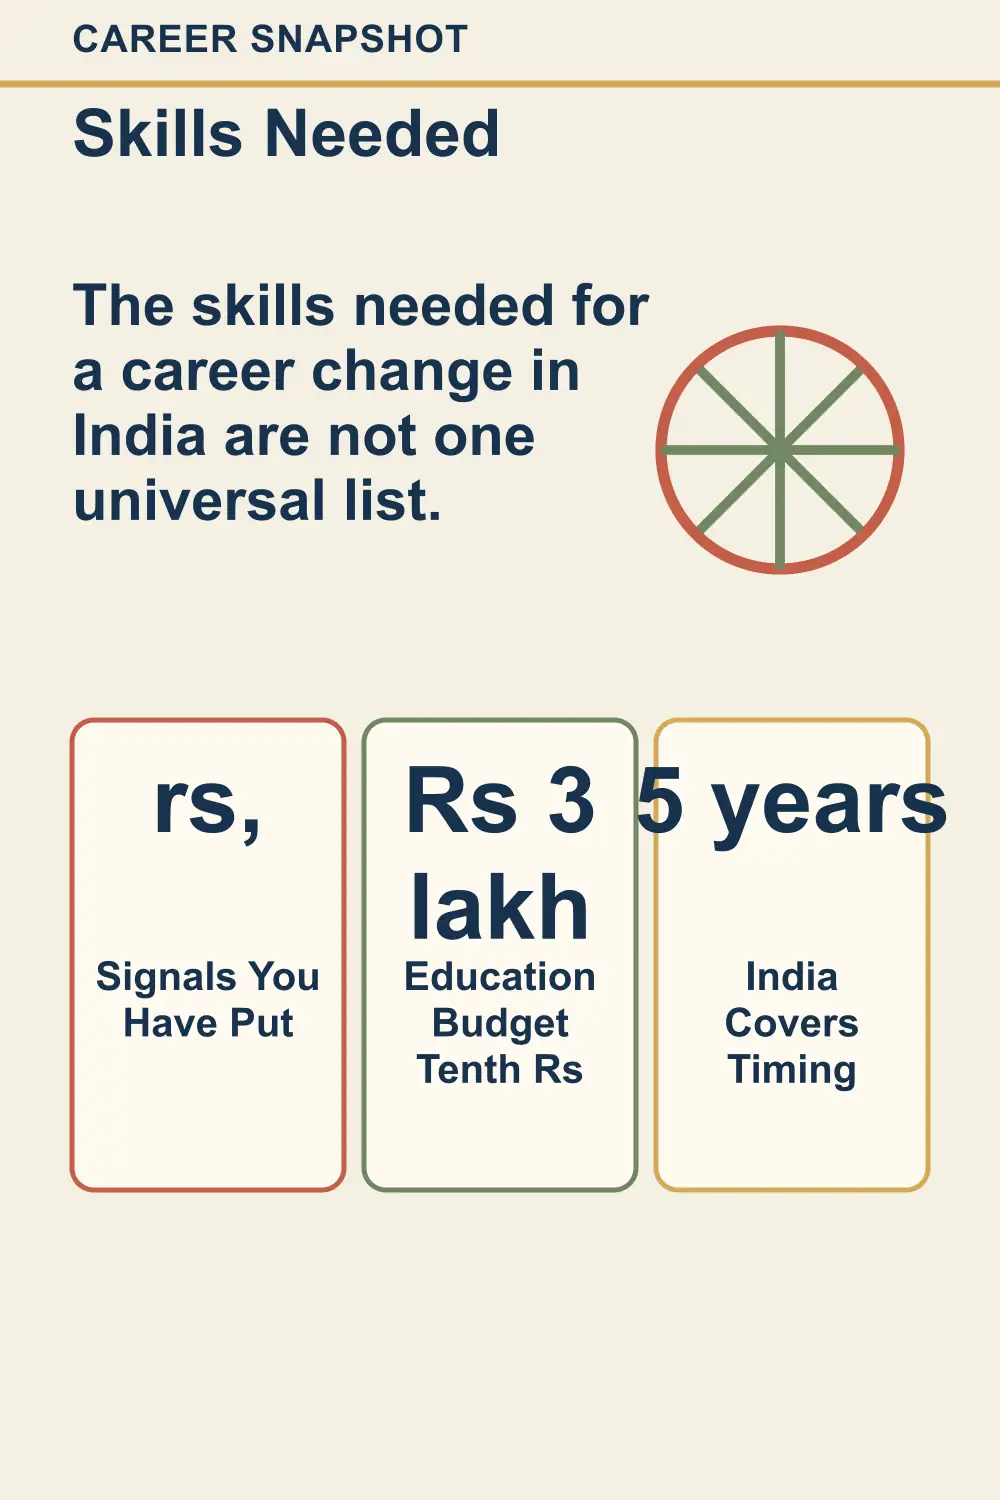 CAREER SNAPSHOT
Skills Needed
The skills needed for
a career change in
India are not one
universal list.
rs,
Signals You
Have Put
Rs 3
lakh
Education
Budget
Tenth Rs
5 years
India
Covers
Timing